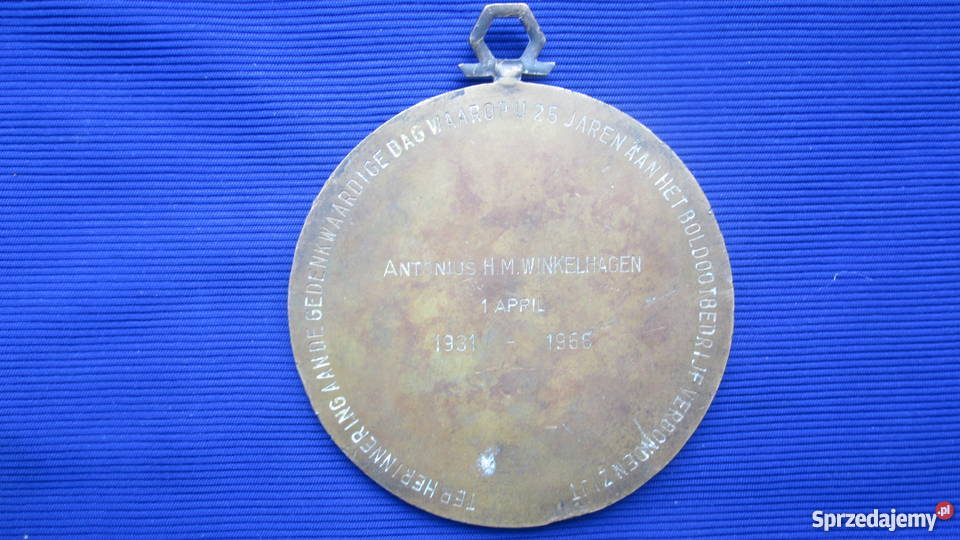 TER HERINNERING AAN DE GEDENKWAARDIGE DAG WAAROP U 25 JAREN AAN HET BOLDOOTBEDRIJF VERBONDEN ZIJT
ANTONIUS H.M. WINKELHAGEN
1 APRIL
1931 - 1956
Sprzedajemy.pl